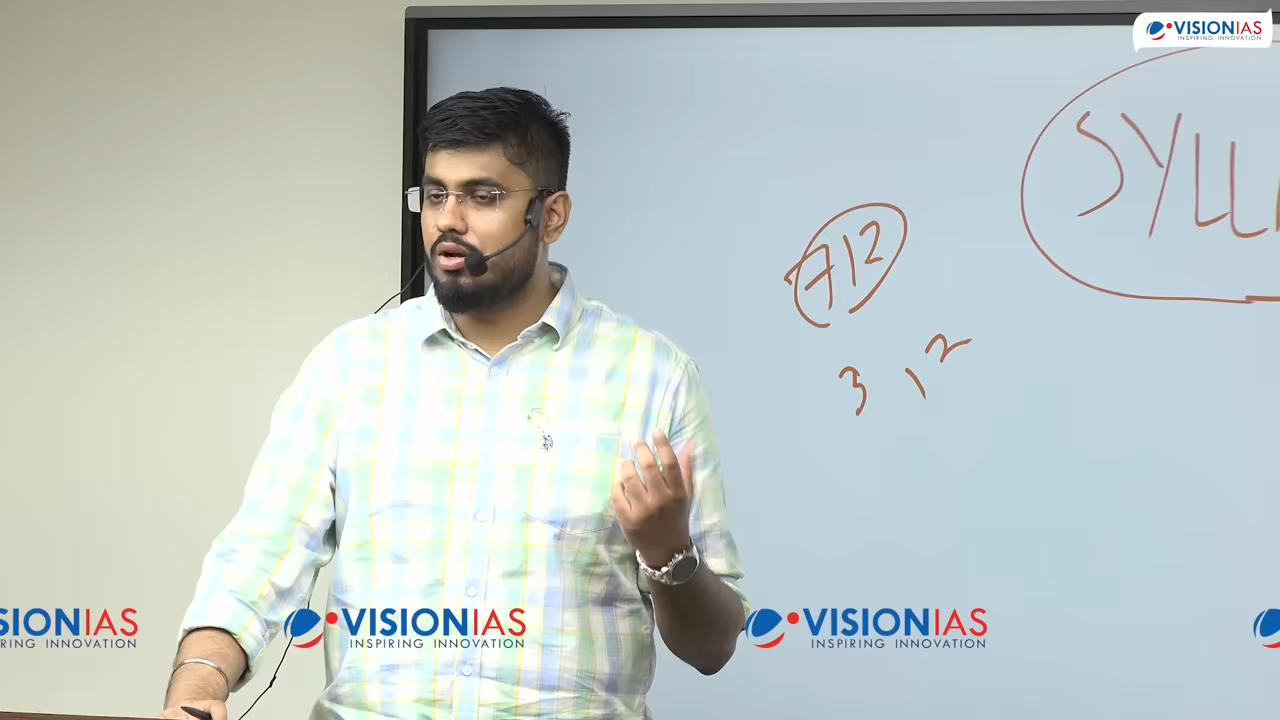 VISIONIAS
INSPIRING INNOVATION
SYLL
712
3 12
SIONIAS
RING INNOVATION
VISIONIAS
INSPIRING INNOVATION
VISIONIAS
INSPIRING INNOVATION